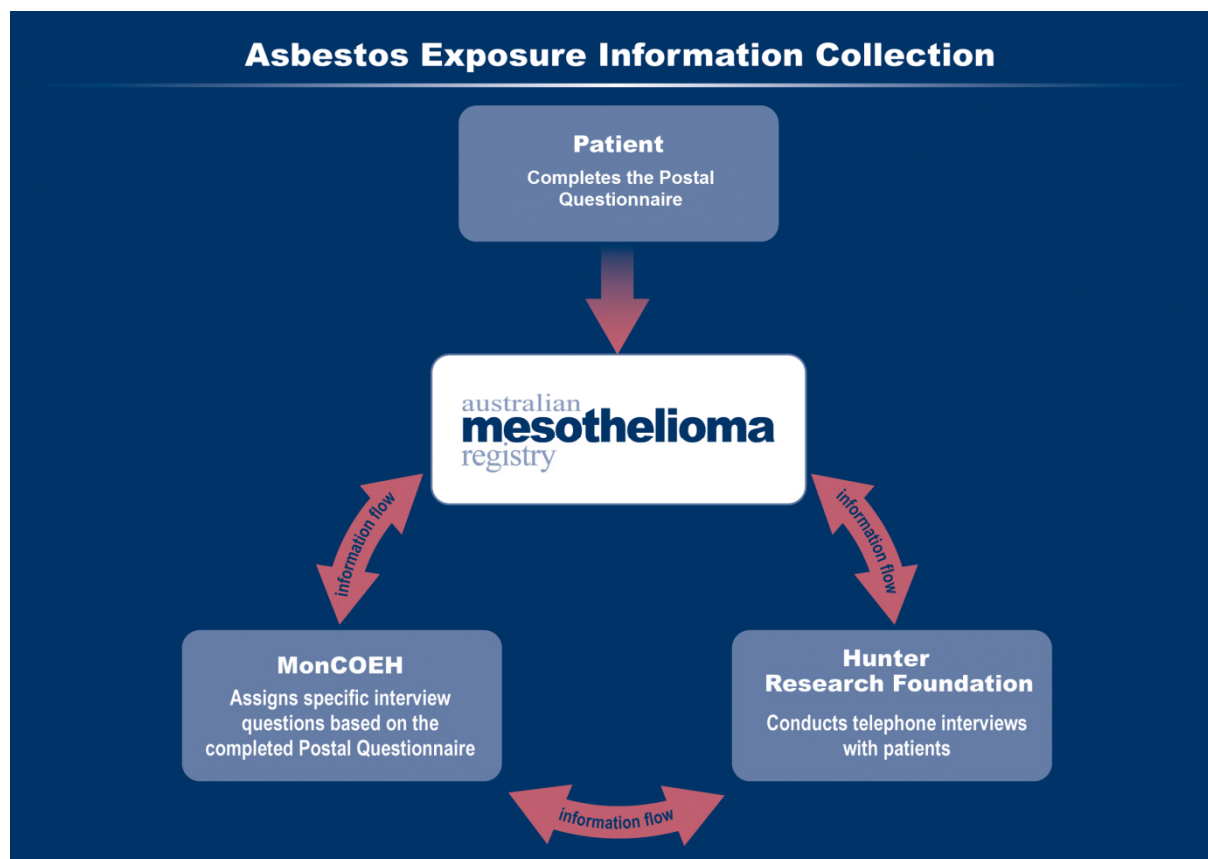 Asbestos Exposure Information Collection
Patient
Completes the Postal
Questionnaire
australian
mesothelioma
registry
information flow
information flow
MonCOEH
Assigns specific interview
questions based on the
completed Postal Questionnaire
Hunter
Research Foundation
Conducts telephone interviews
with patients
information flow